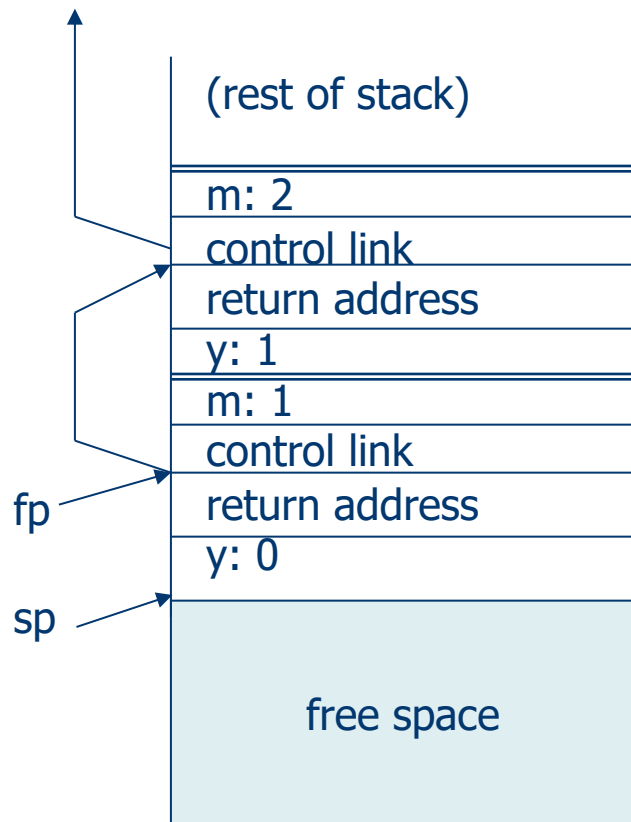 (rest of stack)
m: 2
control link
return address
y: 1
m: 1
control link
fp
return address
y: 0
sp
free space